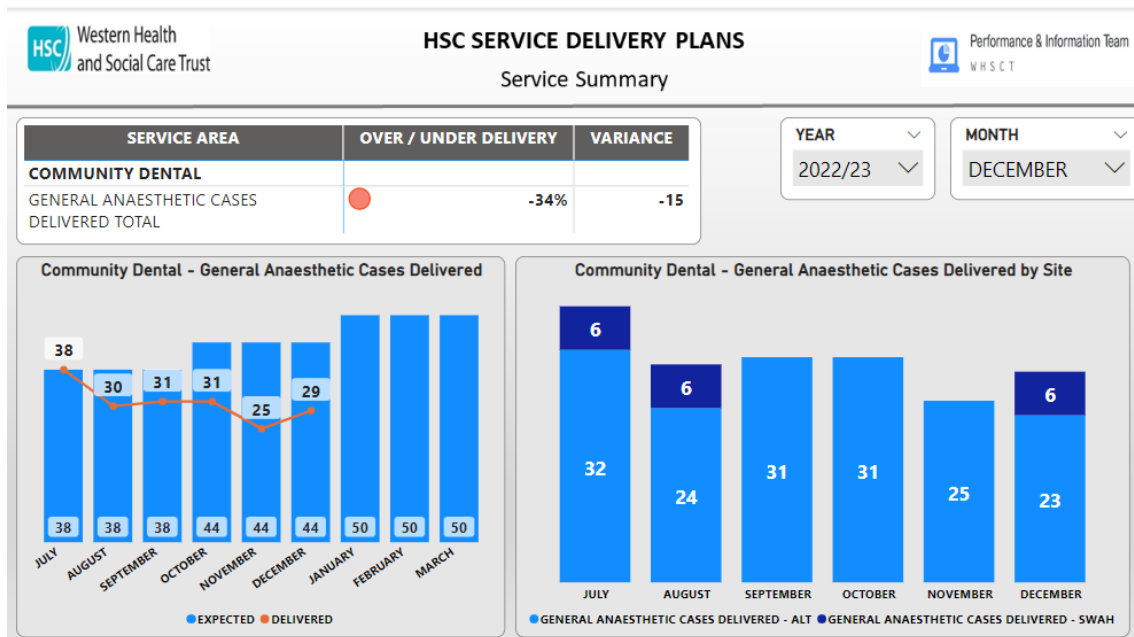 HSC
Western Health
and Social Care Trust
HSC SERVICE DELIVERY PLANS
Service Summary
Performance & Information Team
WHSCT
SERVICE AREA OVER / UNDER DELIVERY VARIANCE
COMMUNITY DENTAL
GENERAL ANAESTHETIC CASES -34% -15
DELIVERED TOTAL
YEAR
2022/23
MONTH
DECEMBER
Community Dental - General Anaesthetic Cases Delivered
38
30 31 31 25 29
38 38 38 44 44 44 50 50 50
JULY AUGUST SEPTEMBER OCTOBER NOVEMBER DECEMBER JANUARY FEBRUARY MARCH
EXPECTED DELIVERED
Community Dental - General Anaesthetic Cases Delivered by Site
6 6 6
32 24 31 31 25 23
JULY AUGUST SEPTEMBER OCTOBER NOVEMBER DECEMBER
GENERAL ANAESTHETIC CASES DELIVERED - ALT GENERAL ANAESTHETIC CASES DELIVERED - SWAH